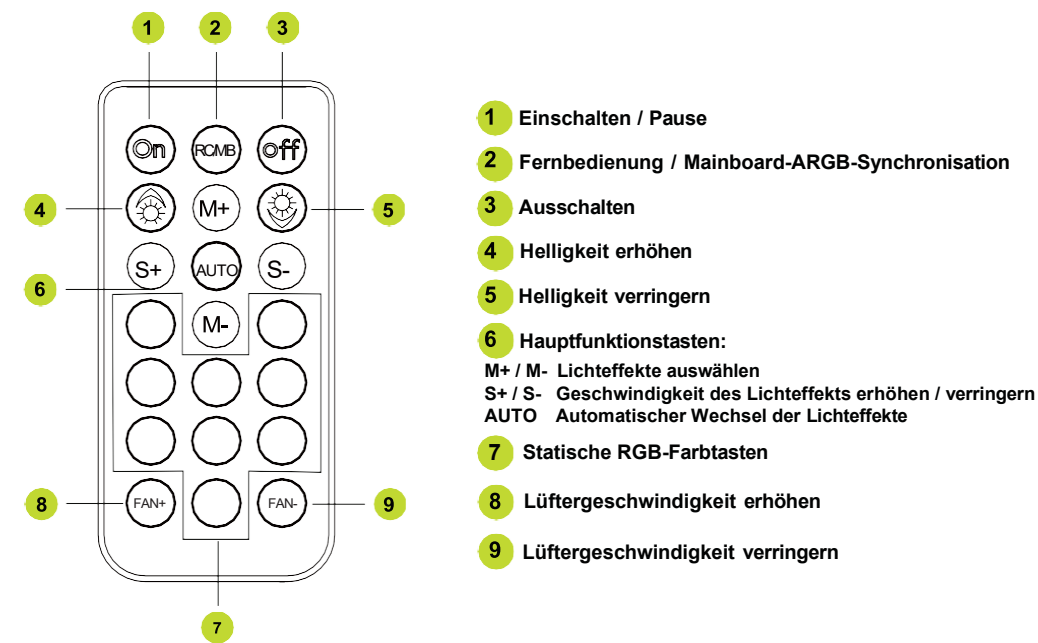 1 2 3
On RCMB off
4 M+ 5
S+ AUTO S-
6
M-
FAN+ FAN-
8 9
7
1 Einschalten / Pause
2 Fernbedienung / Mainboard-ARGB-Synchronisation
3 Ausschalten
4 Helligkeit erhöhen
5 Helligkeit verringern
6 Hauptfunktionstasten:
M+ / M- Lichteffekte auswählen
S+ / S- Geschwindigkeit des Lichteffekts erhöhen / verringern
AUTO Automatischer Wechsel der Lichteffekte
7 Statische RGB-Farbtasten
8 Lüftergeschwindigkeit erhöhen
9 Lüftergeschwindigkeit verringern